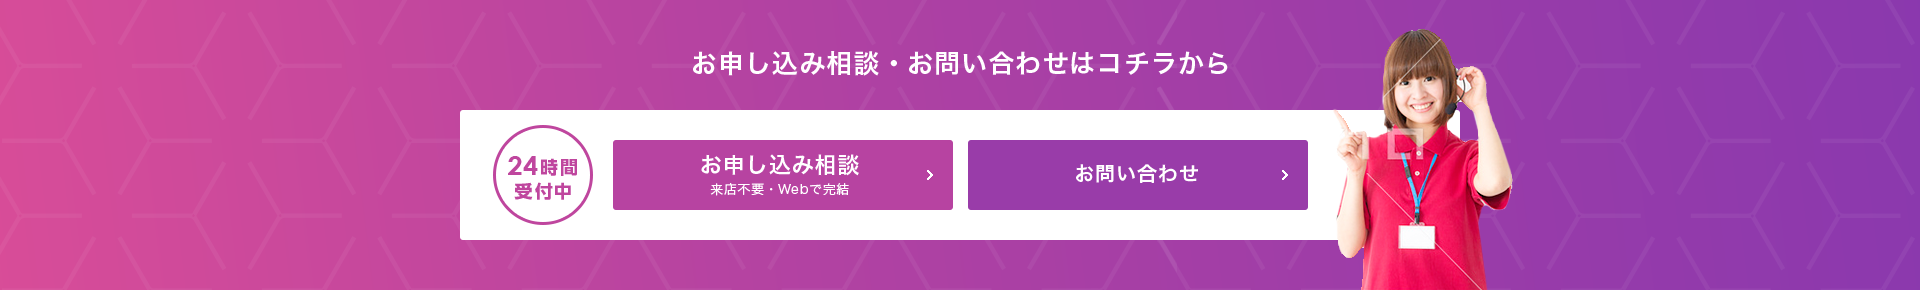 お申し込み相談・お問い合わせはコチラから
24時間
受付中
お申し込み相談
来店不要・Webで完結
お問い合わせ